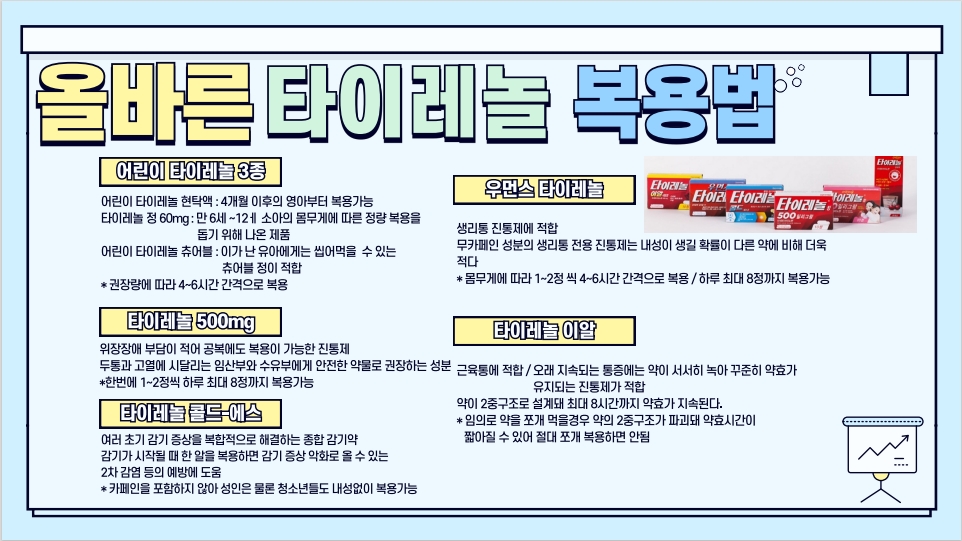 올바른 타이레놀 복용법
어린이 타이레놀 3종
어린이 타이레놀 현탁액 : 4개월 이후의 영아부터 복용가능
타이레놀 정 60mg : 만 6세 ~12세 소아의 몸무게에 따른 정량 복용을
돕기 위해 나온 제품
어린이 타이레놀 츄어블 : 이가 난 유아에게는 씹어먹을 수 있는
츄어블 정이 적합
* 권장량에 따라 4~6시간 간격으로 복용
타이레놀 500mg
위장장애 부담이 적어 공복에도 복용이 가능한 진통제
두통과 고열에 시달리는 임산부와 수유부에게 안전한 약물로 권장하는 성분
*한번에 1~2정씩 하루 최대 8정까지 복용가능
타이레놀 콜드-에스
여러 초기 감기 증상을 복합적으로 해결하는 종합 감기약
감기가 시작될 때 한 알을 복용하면 감기 증상 악화로 올 수 있는
2차 감염 등의 예방에 도움
* 카페인을 포함하지 않아 성인은 물론 청소년들도 내성없이 복용가능
우먼스 타이레놀
생리통 진통제에 적합
무카페인 성분의 생리통 전용 진통제는 내성이 생길 확률이 다른 약에 비해 더욱
적다
* 몸무게에 따라 1~2정 씩 4~6시간 간격으로 복용 / 하루 최대 8정까지 복용가능
타이레놀 이알
근육통에 적합 / 오래 지속되는 통증에는 약이 서서히 녹아 꾸준히 약효가
유지되는 진통제가 적합
약이 2중구조로 설계돼 최대 8시간까지 약효가 지속된다.
* 임의로 약을 쪼개 먹을경우 약의 2중구조가 파괴돼 약효시간이
짧아질 수 있어 절대 쪼개 복용하면 안됨
타이레놀
타이레놀
500밀리그람
타이레놀